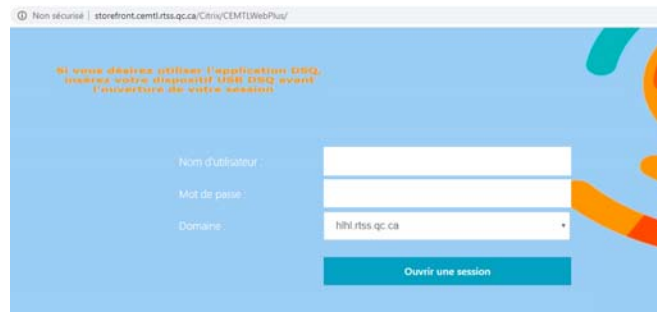 Non sécurisé | storefront.cemtl.rtss.qc.ca/Citrix/CEMTLWebPlus/
Si vous désirez utiliser l'application DSQ,
insérez votre dispositif USB DSQ avant
l'ouverture de votre session
Nom d'utilisateur :
Mot de passe :
Domaine :
hlhl.rtss.qc.ca
Ouvrir une session